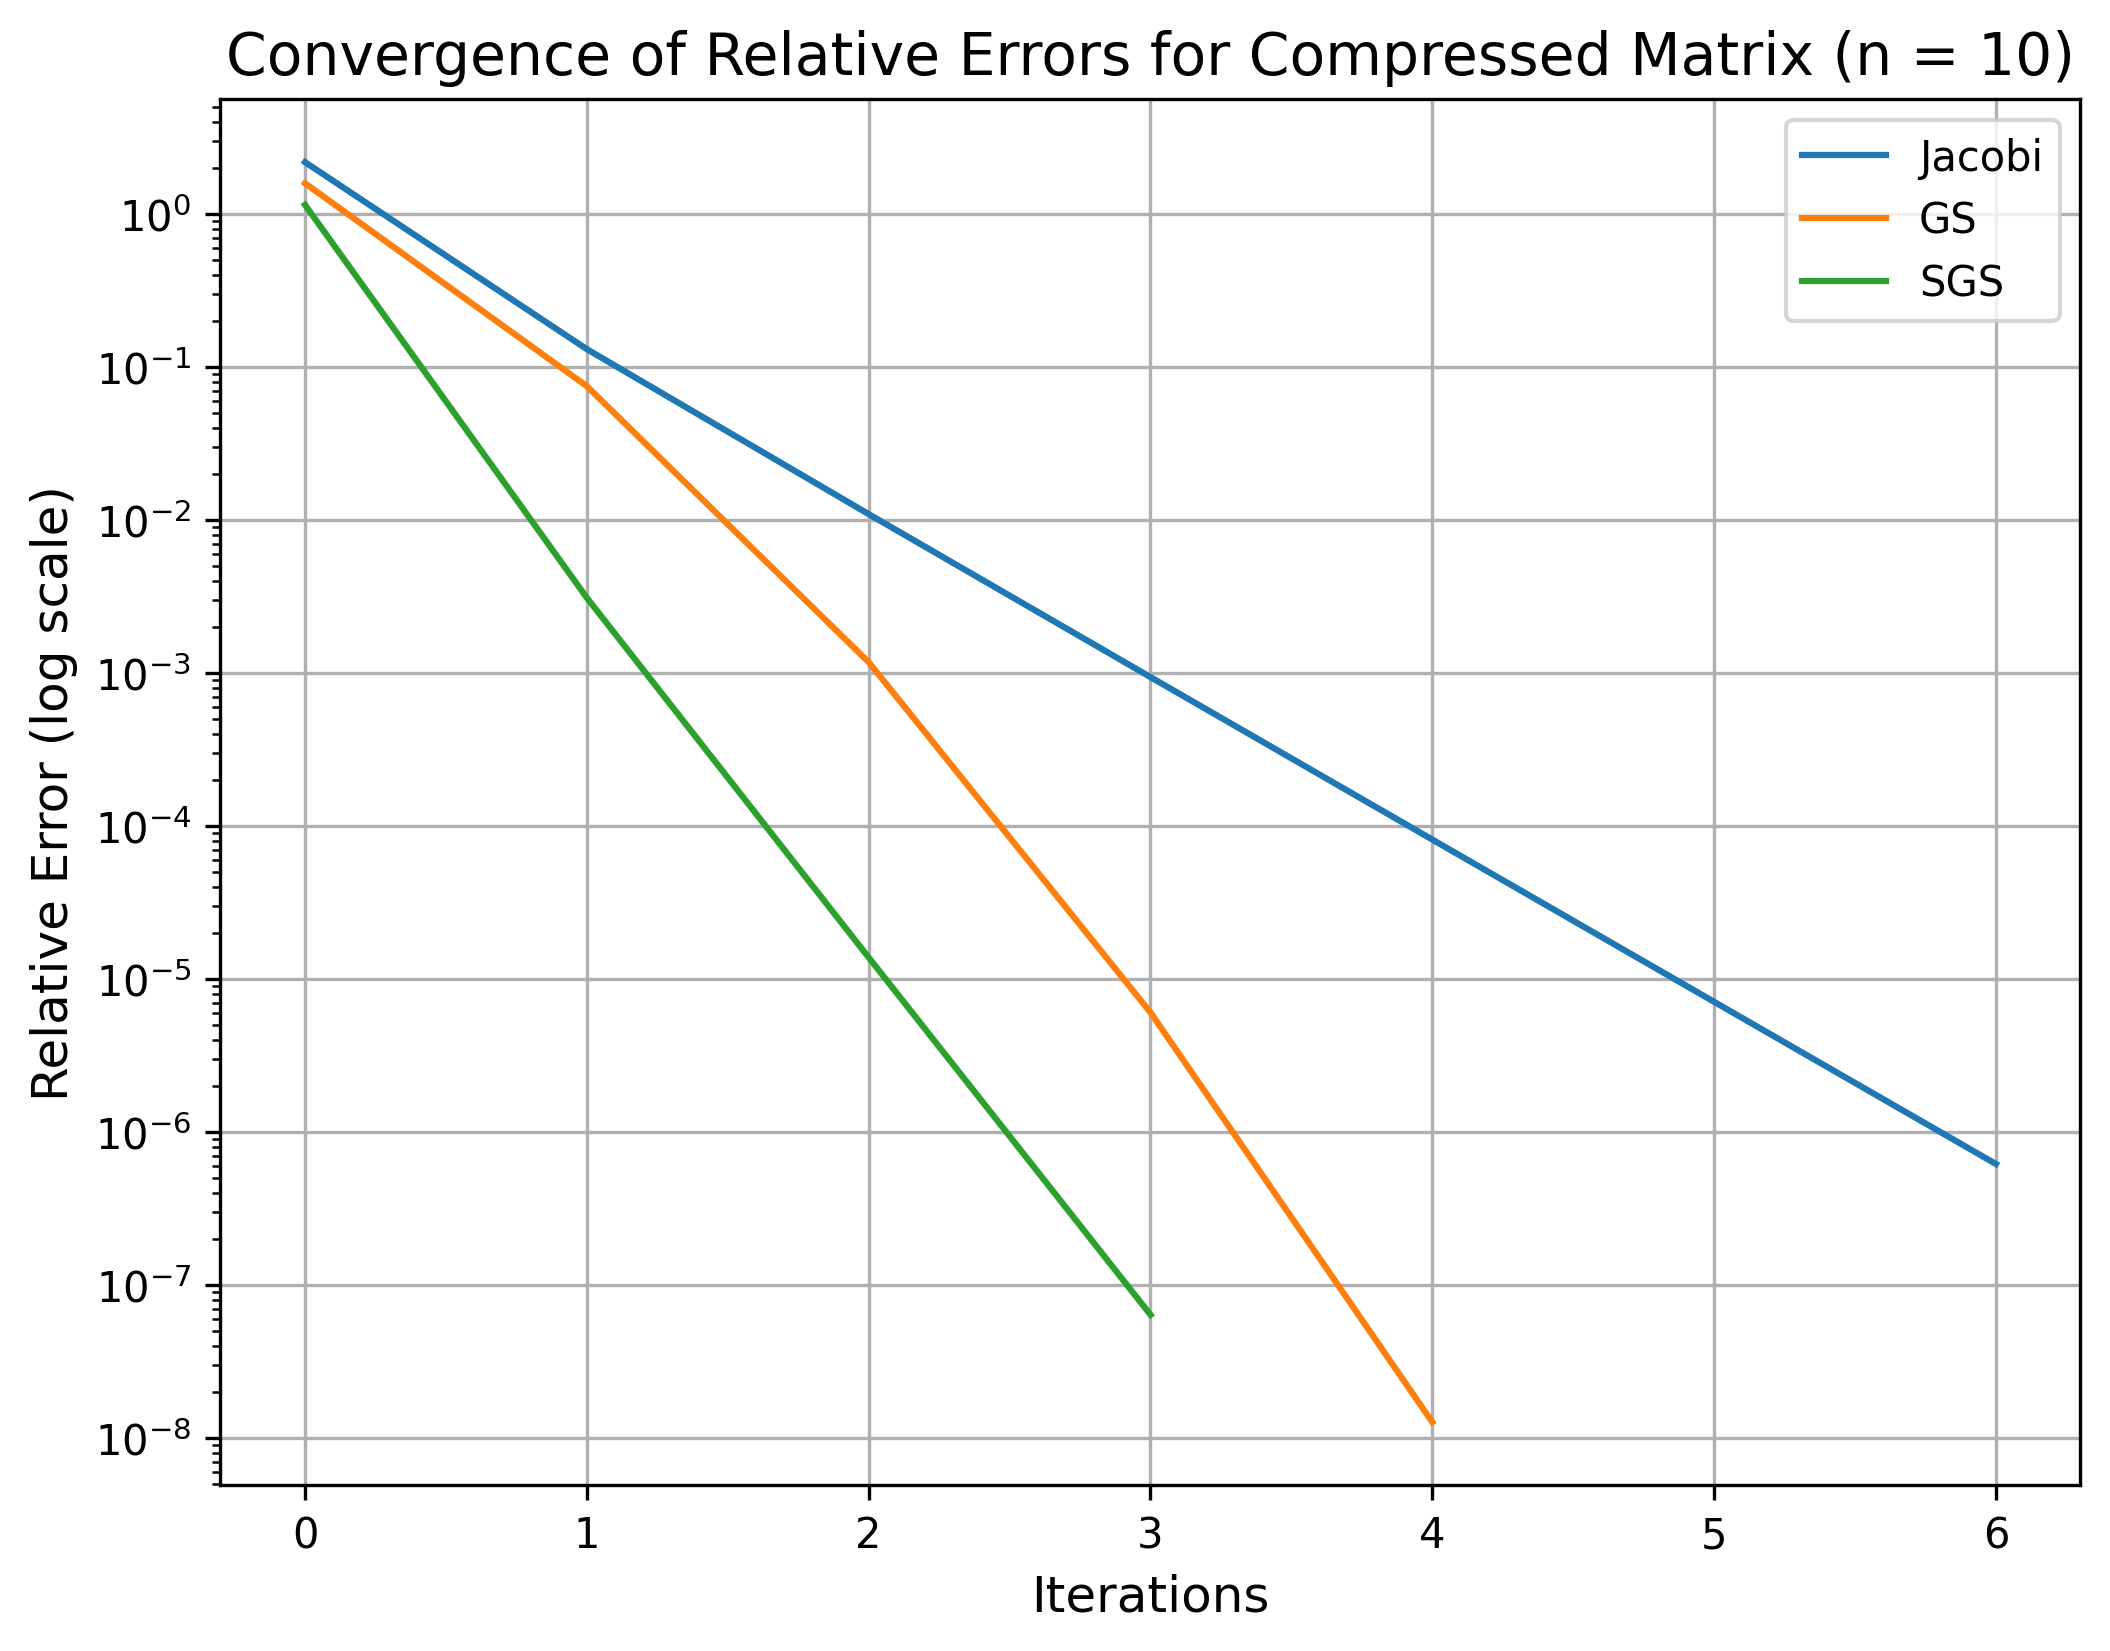 Convergence of Relative Errors for Compressed Matrix (n = 10)
Jacobi
GS
SGS
Relative Error (log scale)
10⁰
10⁻¹
10⁻²
10⁻³
10⁻⁴
10⁻⁵
10⁻⁶
10⁻⁷
10⁻⁸
0 1 2 3 4 5 6
Iterations